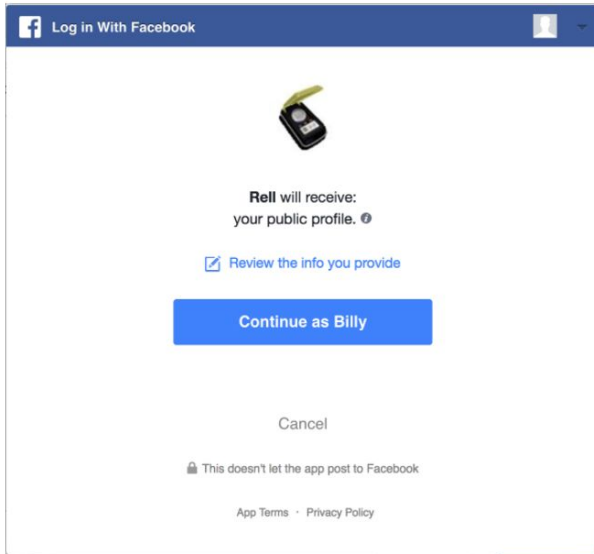 Log in With Facebook
Rell will receive:
your public profile.
Review the info you provide
Continue as Billy
Cancel
This doesn't let the app post to Facebook
App Terms · Privacy Policy